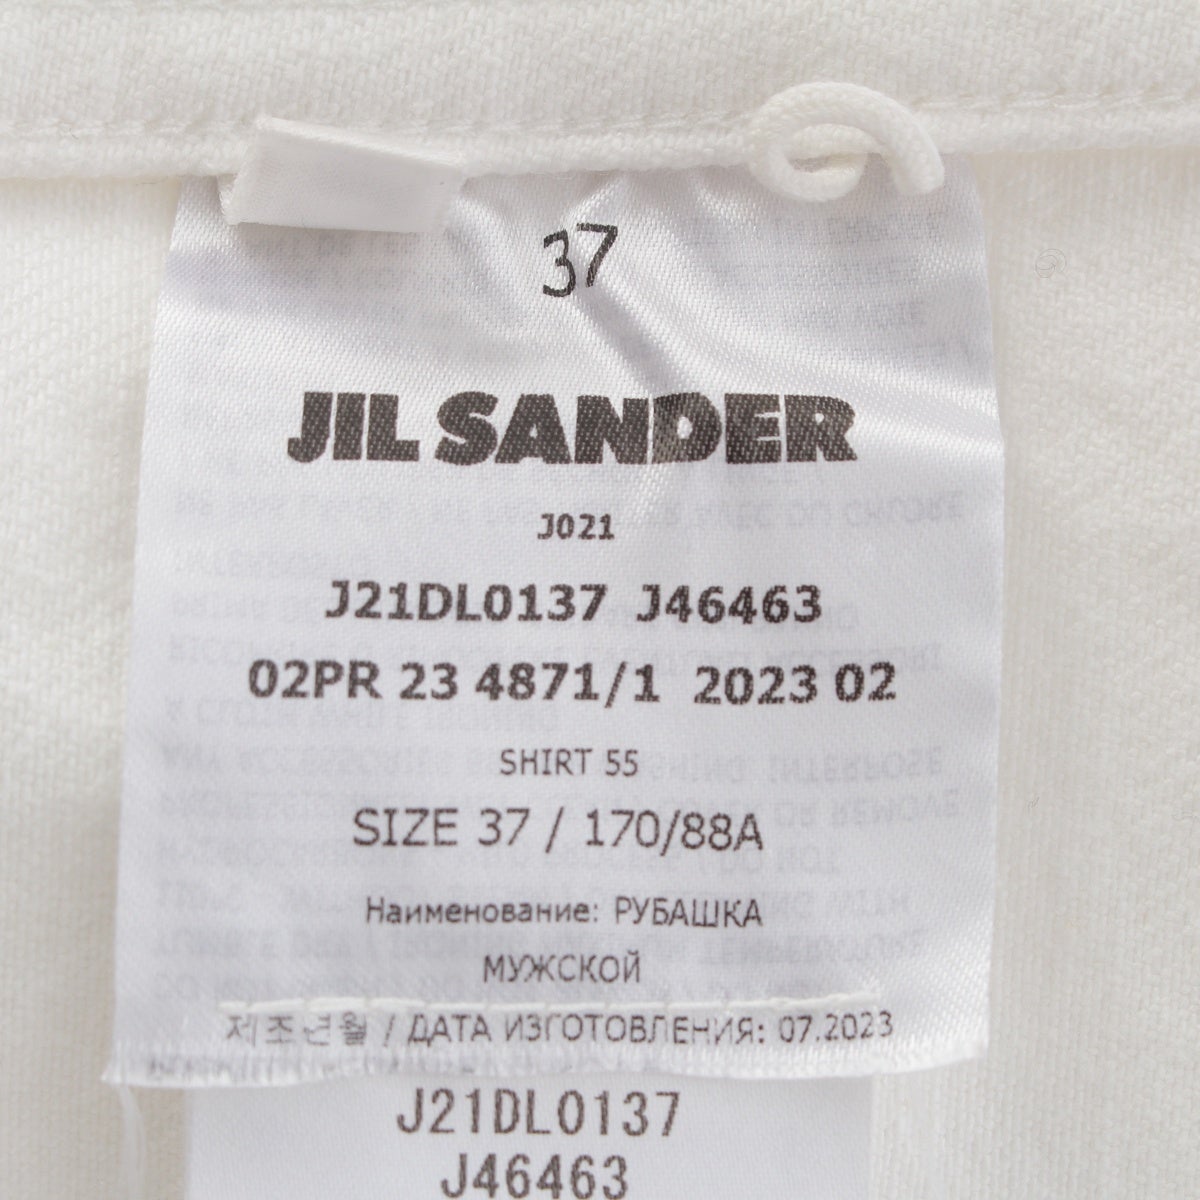 37
JIL SANDER
J021
J21DL0137 J46463
02PR 23 4871/1 2023 02
SHIRT 55
SIZE 37 / 170/88A
Наименование: РУБАШКА
МУЖСКОЙ
제조년월 / ДАТА ИЗГОТОВЛЕНИЯ: 07.2023
J21DL0137
J46463